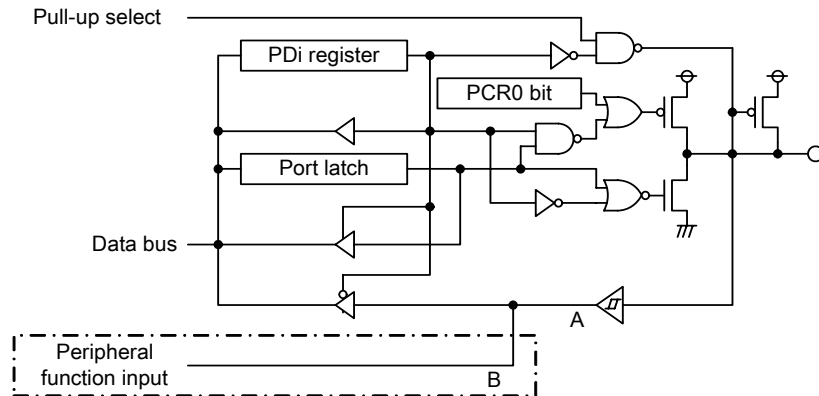 Pull-up select
PDi register
PCR0 bit
Port latch
Data bus
A
Peripheral
function input
B